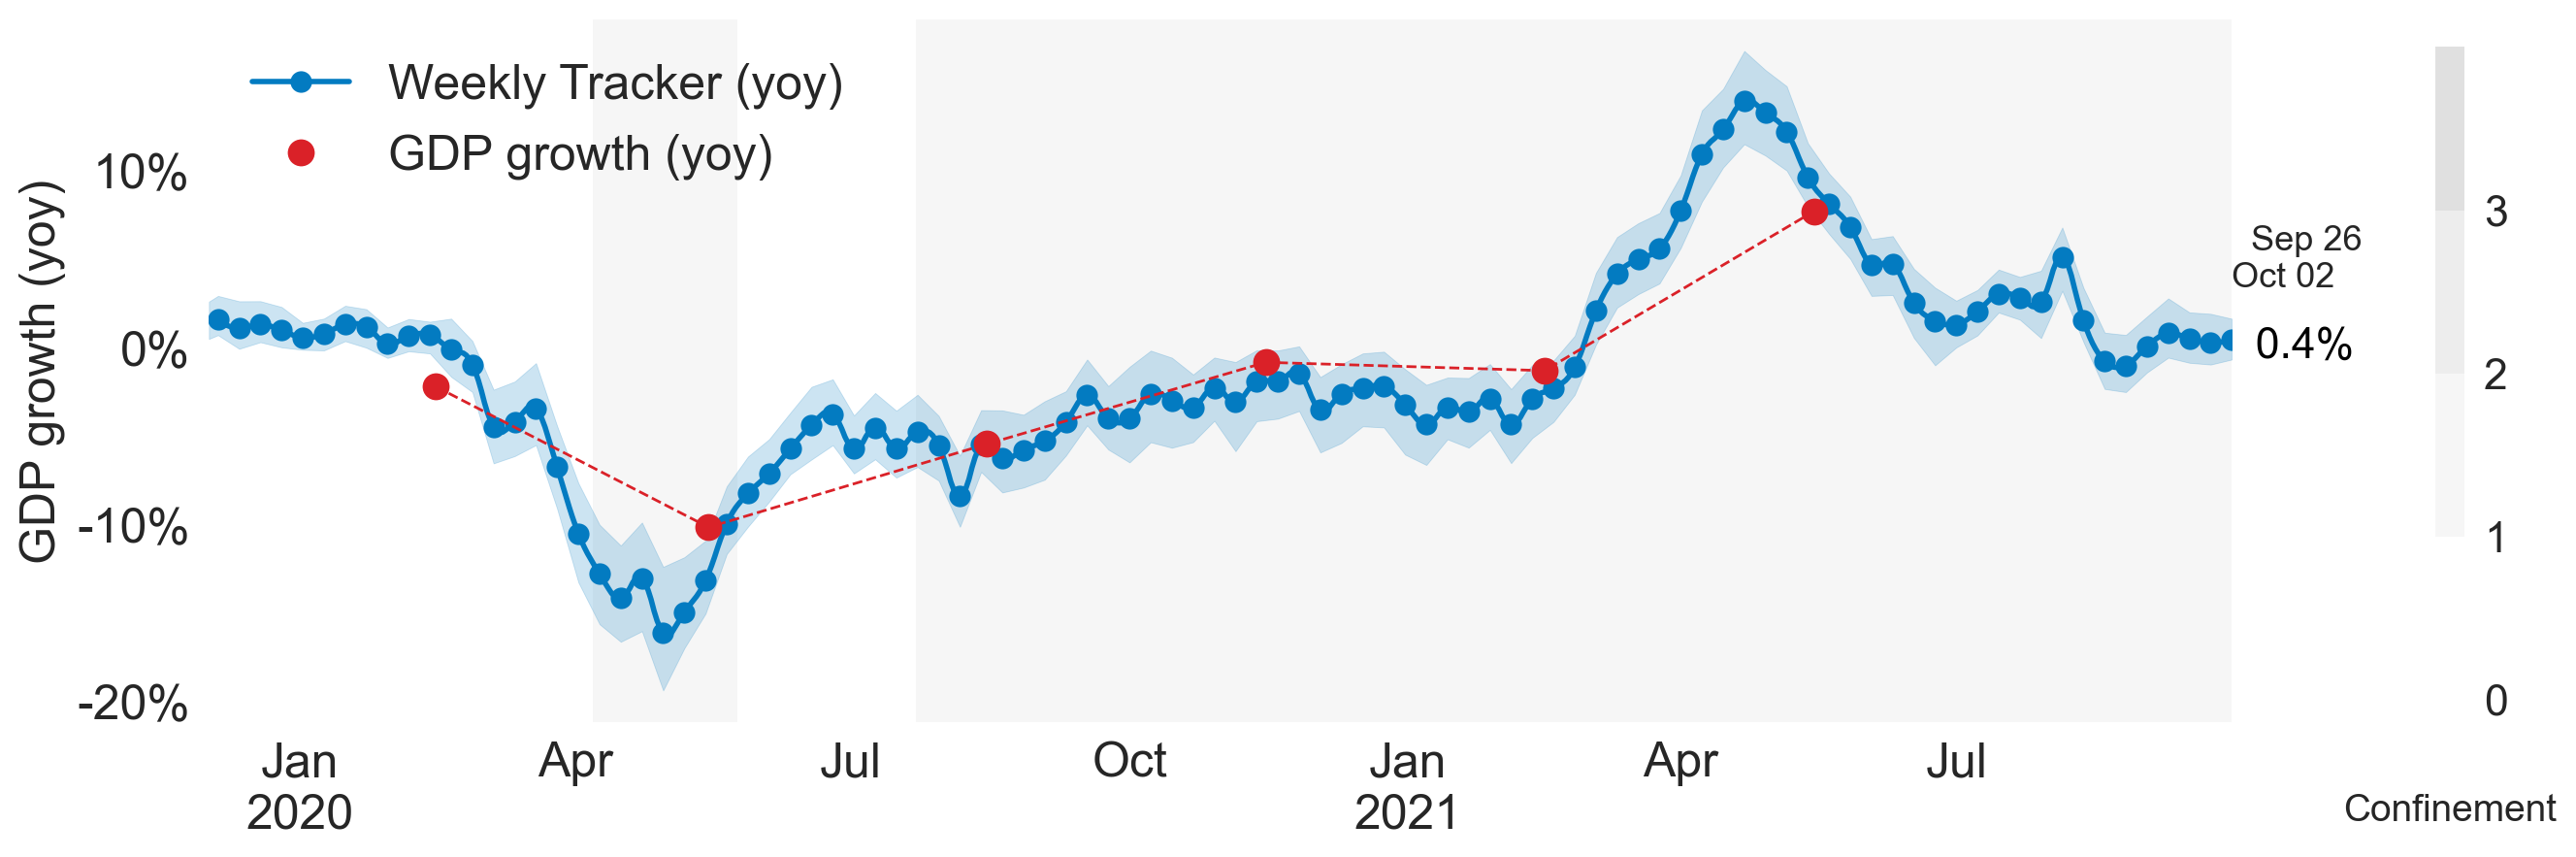 Weekly Tracker (yoy)
GDP growth (yoy)
GDP growth (yoy)
10%
0%
-10%
-20%
Jan
2020
Apr
Jul
Oct
Jan
2021
Apr
Jul
Sep 26
Oct 02
0.4%
3
2
1
0
Confinement